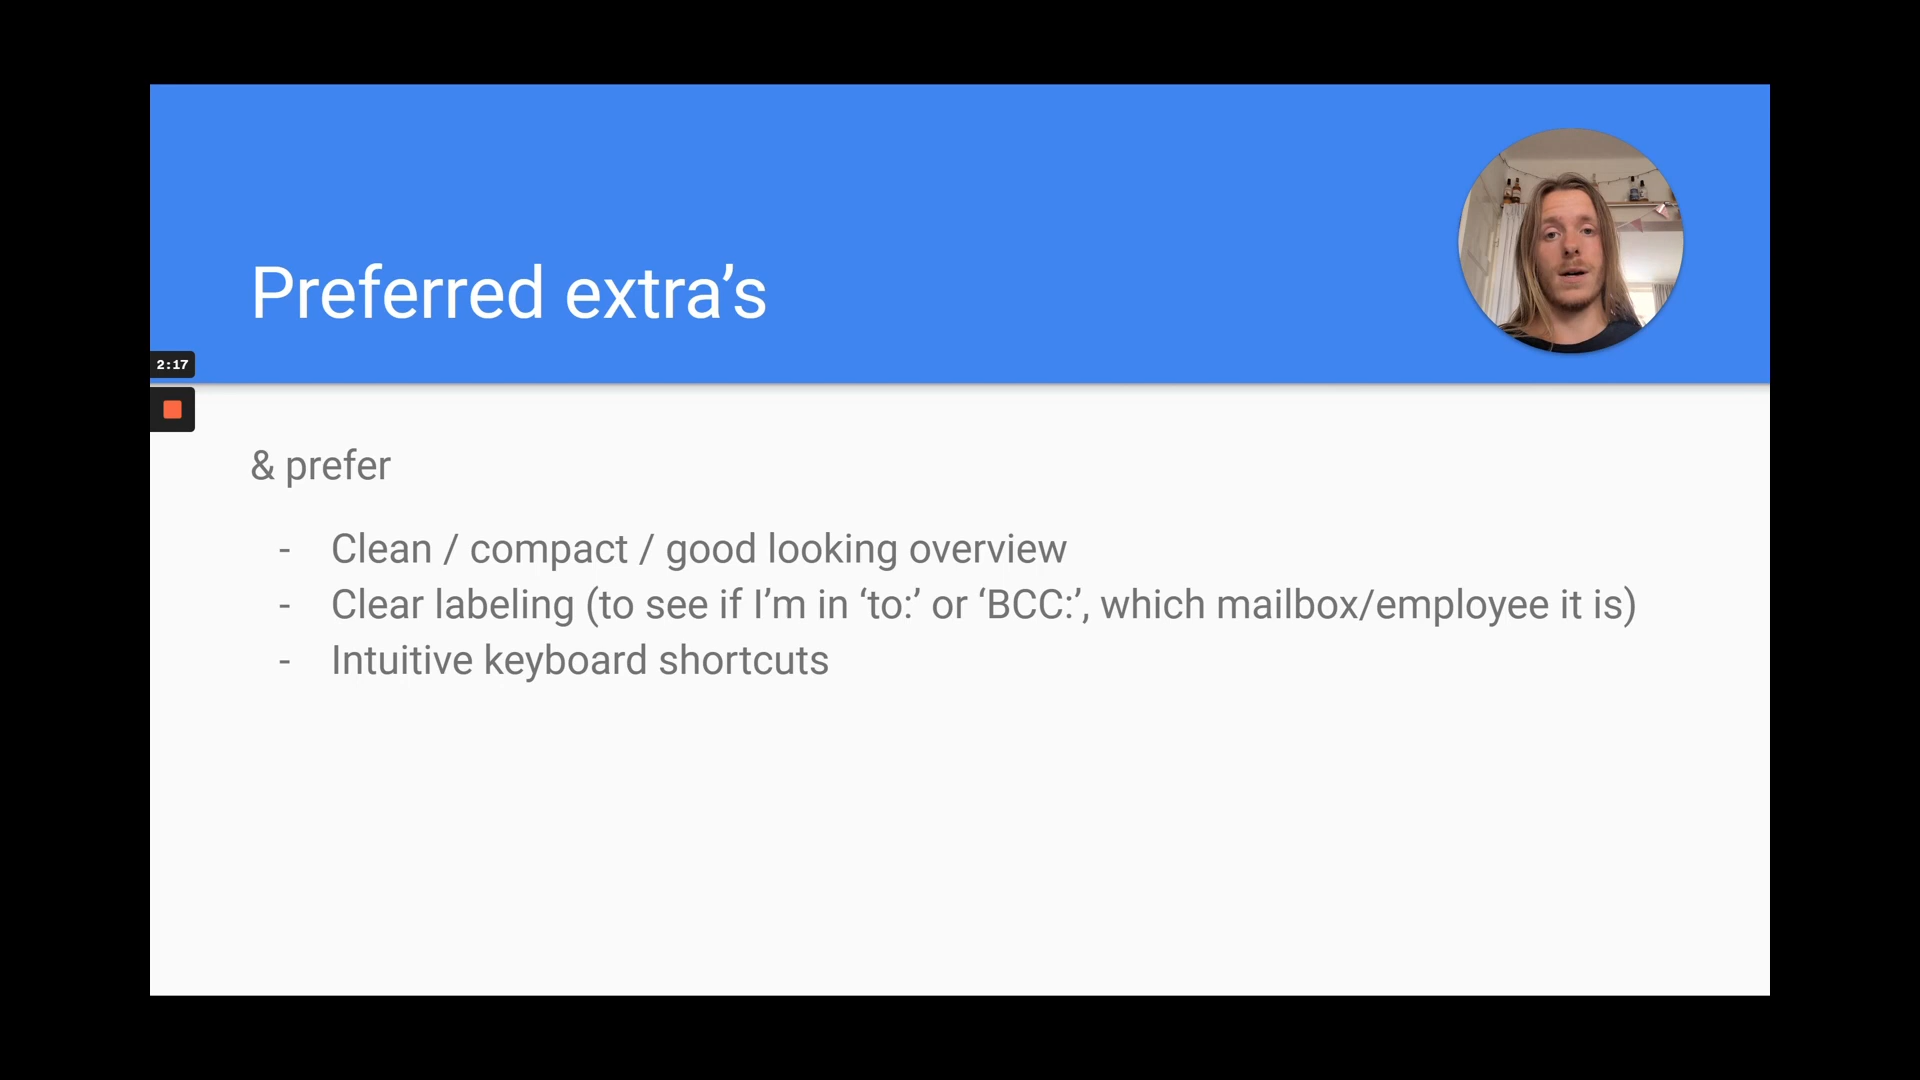 Preferred extra’s
2:17
& prefer
- Clean / compact / good looking overview
- Clear labeling (to see if I’m in ‘to:’ or ‘BCC:’, which mailbox/employee it is)
- Intuitive keyboard shortcuts